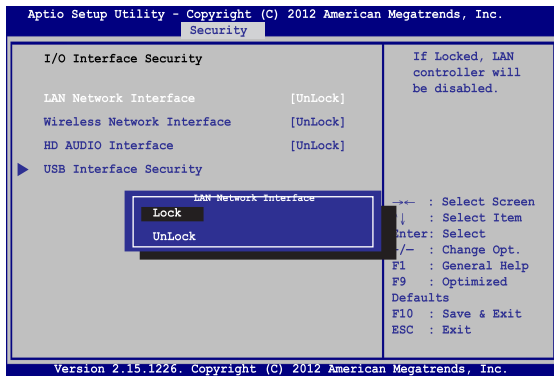 Aptio Setup Utility - Copyright (C) 2012 American Megatrends, Inc.
Security
I/O Interface Security
LAN Network Interface [UnLock]
Wireless Network Interface [UnLock]
HD AUDIO Interface [UnLock]
USB Interface Security
If Locked, LAN
controller will
be disabled.
LAN Network Interface
Lock
UnLock
→← : Select Screen
↓ : Select Item
Enter: Select
/— : Change Opt.
F1 : General Help
F9 : Optimized
Defaults
F10 : Save & Exit
ESC : Exit
Version 2.15.1226. Copyright (C) 2012 American Megatrends, Inc.